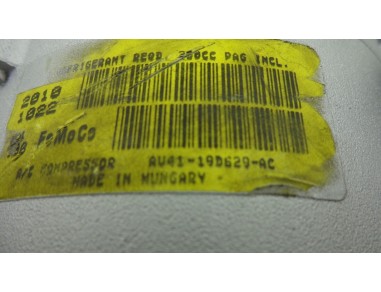 REFRIGERANT REQD. 200CC PAG INCL.
2010
1022
FoMoCo
A/C COMPRESSOR AV41-19D629-AC
MADE IN HUNGARY